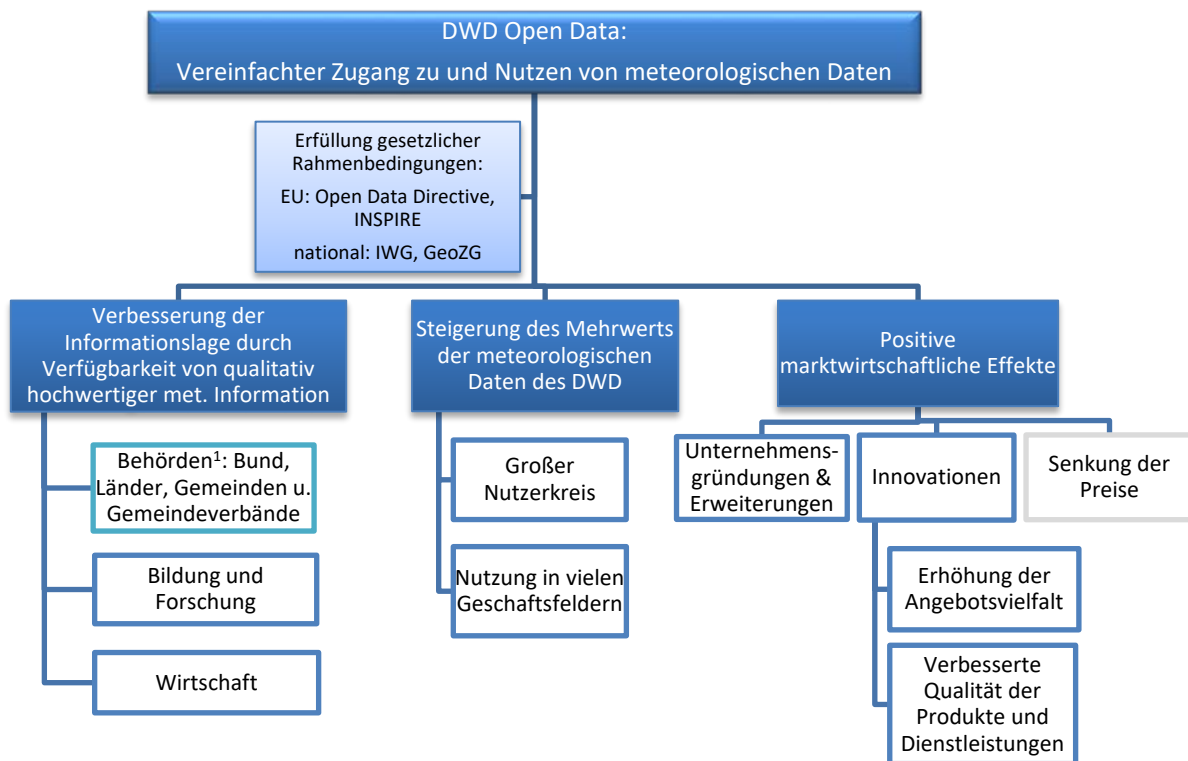 DWD Open Data:
Vereinfachter Zugang zu und Nutzen von meteorologischen Daten
Erfüllung gesetzlicher
Rahmenbedingungen:
EU: Open Data Directive,
INSPIRE
national: IWG, GeoZG
Verbesserung der
Informationslage durch
Verfügbarkeit von qualitativ
hochwertiger met. Information
Behörden¹: Bund,
Länder, Gemeinden u.
Gemeindeverbände
Bildung und
Forschung
Wirtschaft
Steigerung des Mehrwerts
der meteorologischen
Daten des DWD
Großer
Nutzerkreis
Nutzung in vielen
Geschäftsfeldern
Positive
marktwirtschaftliche Effekte
Unternehmens-
gründungen &
Erweiterungen
Innovationen
Erhöhung der
Angebotsvielfalt
Verbesserte
Qualität der
Produkte und
Dienstleistungen
Senkung der
Preise